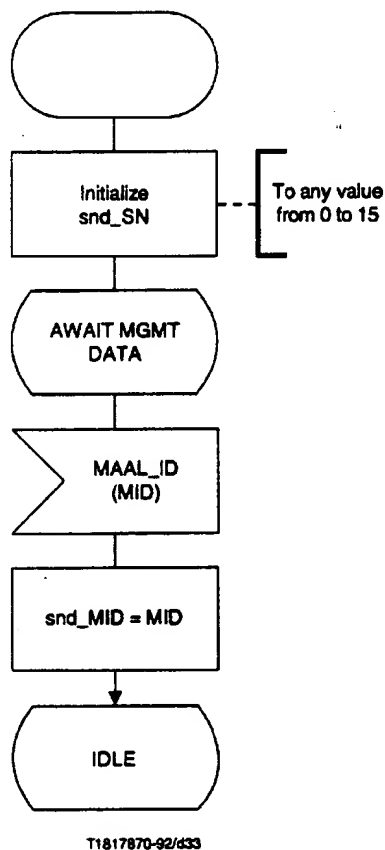 Initialize
snd_SN
To any value
from 0 to 15
AWAIT MGMT
DATA
MAAL_ID
(MID)
snd_MID = MID
IDLE
T1817870-92/d33